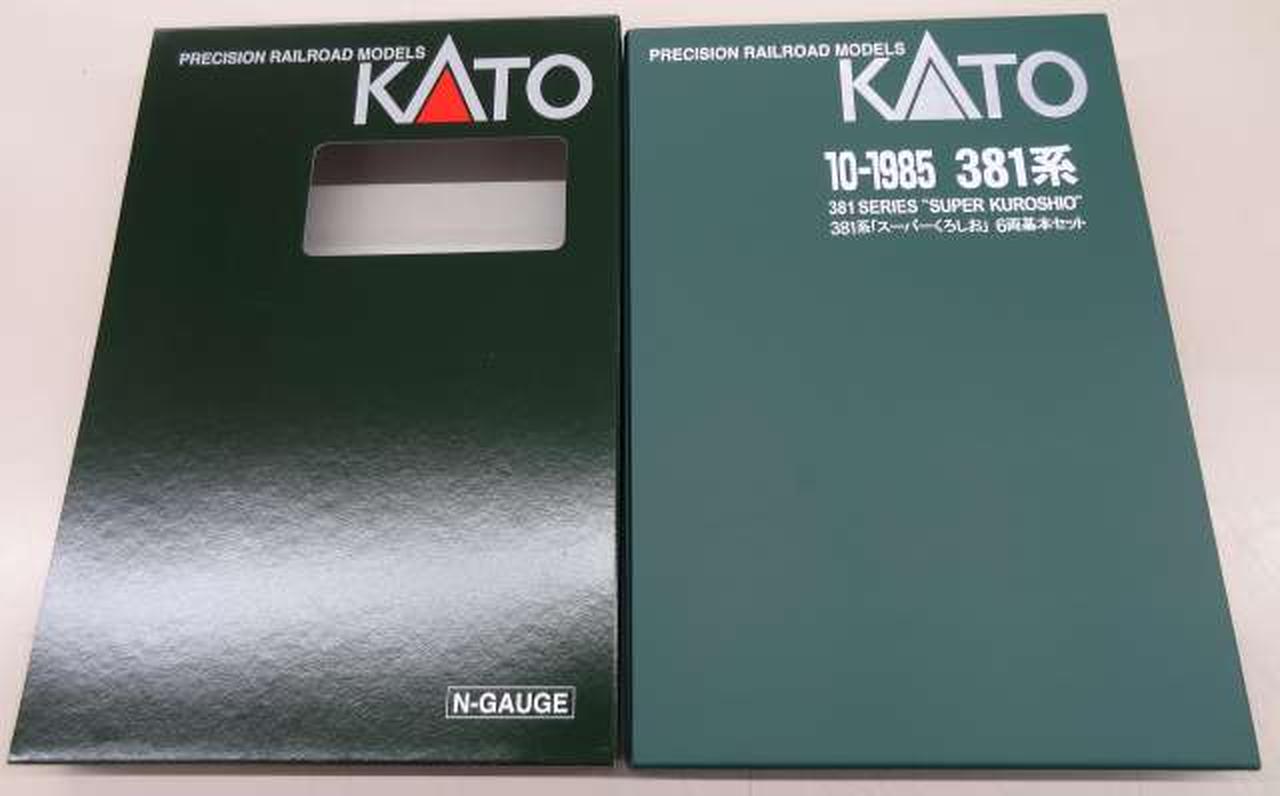 PRECISION RAILROAD MODELS
KATO
N-GAUGE
PRECISION RAILROAD MODELS
KATO
10-1985 381系
381 SERIES "SUPER KUROSHIO"
381系「スーパーくろしお」 6両基本セット